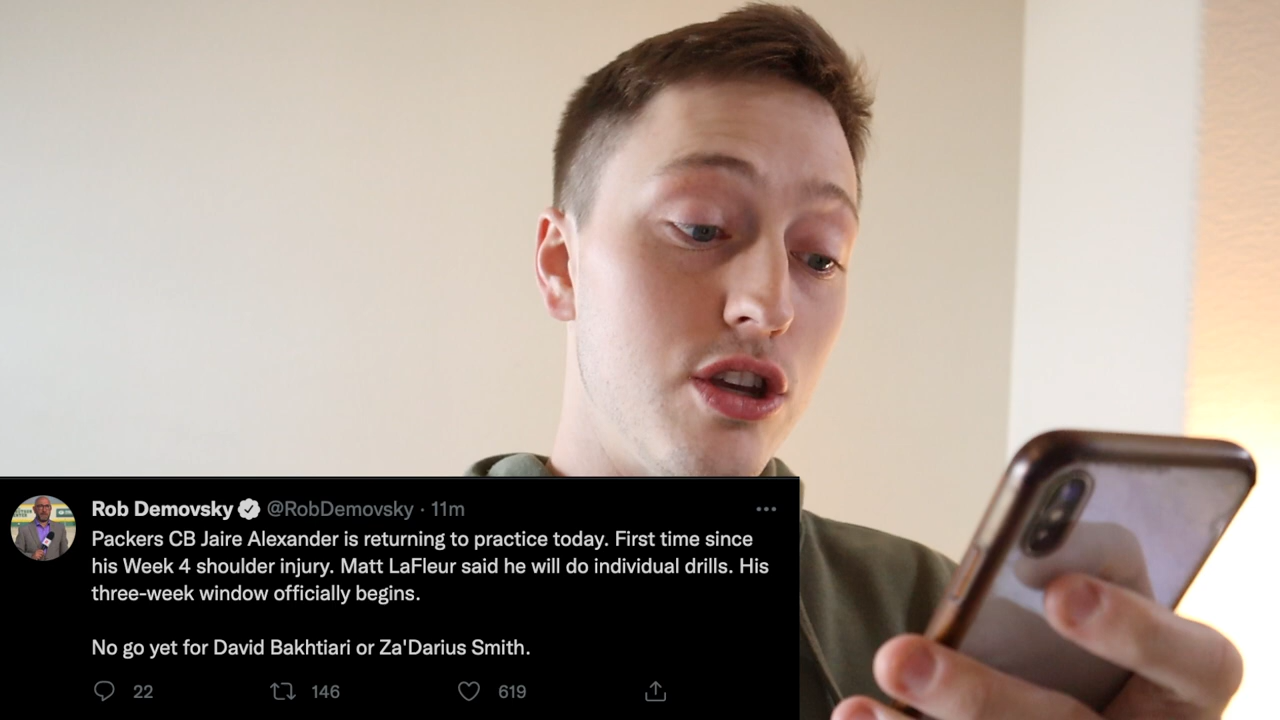 Rob Demovsky @RobDemovsky · 11m
Packers CB Jaire Alexander is returning to practice today. First time since
his Week 4 shoulder injury. Matt LaFleur said he will do individual drills. His
three-week window officially begins.
No go yet for David Bakhtiari or Za'Darius Smith.
22 146 619